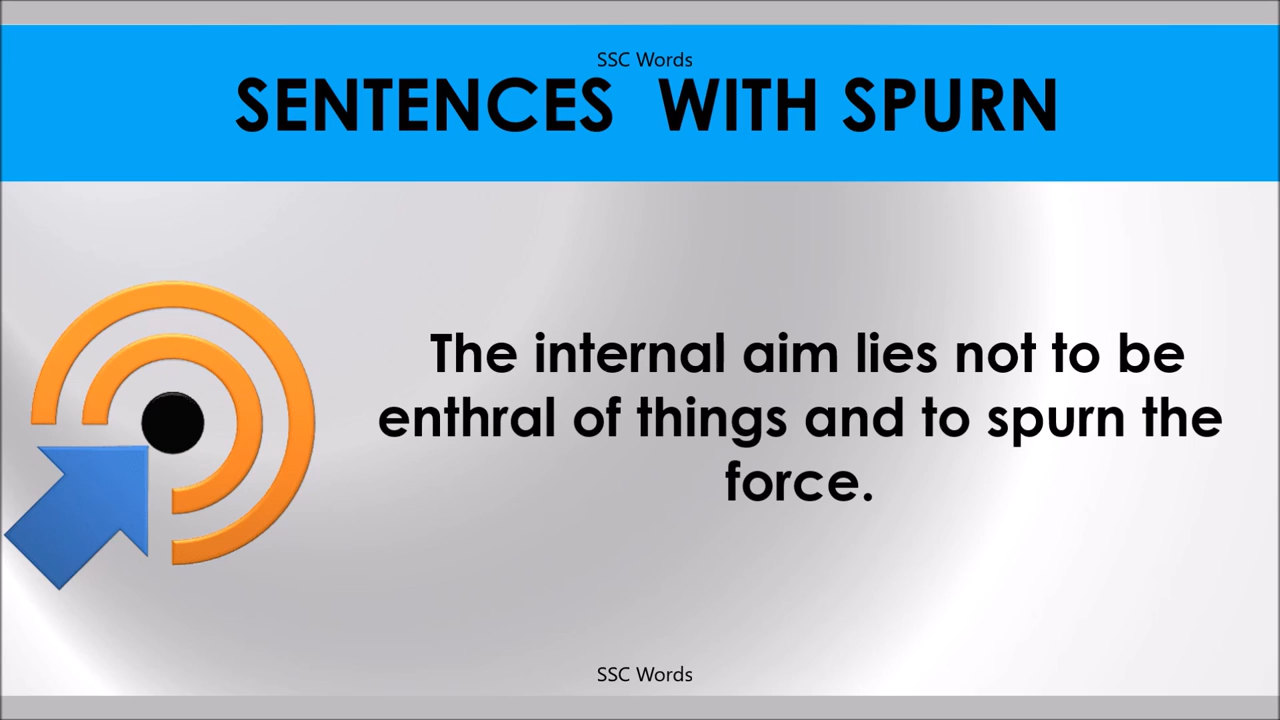 SSC Words
SENTENCES WITH SPURN
The internal aim lies not to be
enthral of things and to spurn the
force.
SSC Words